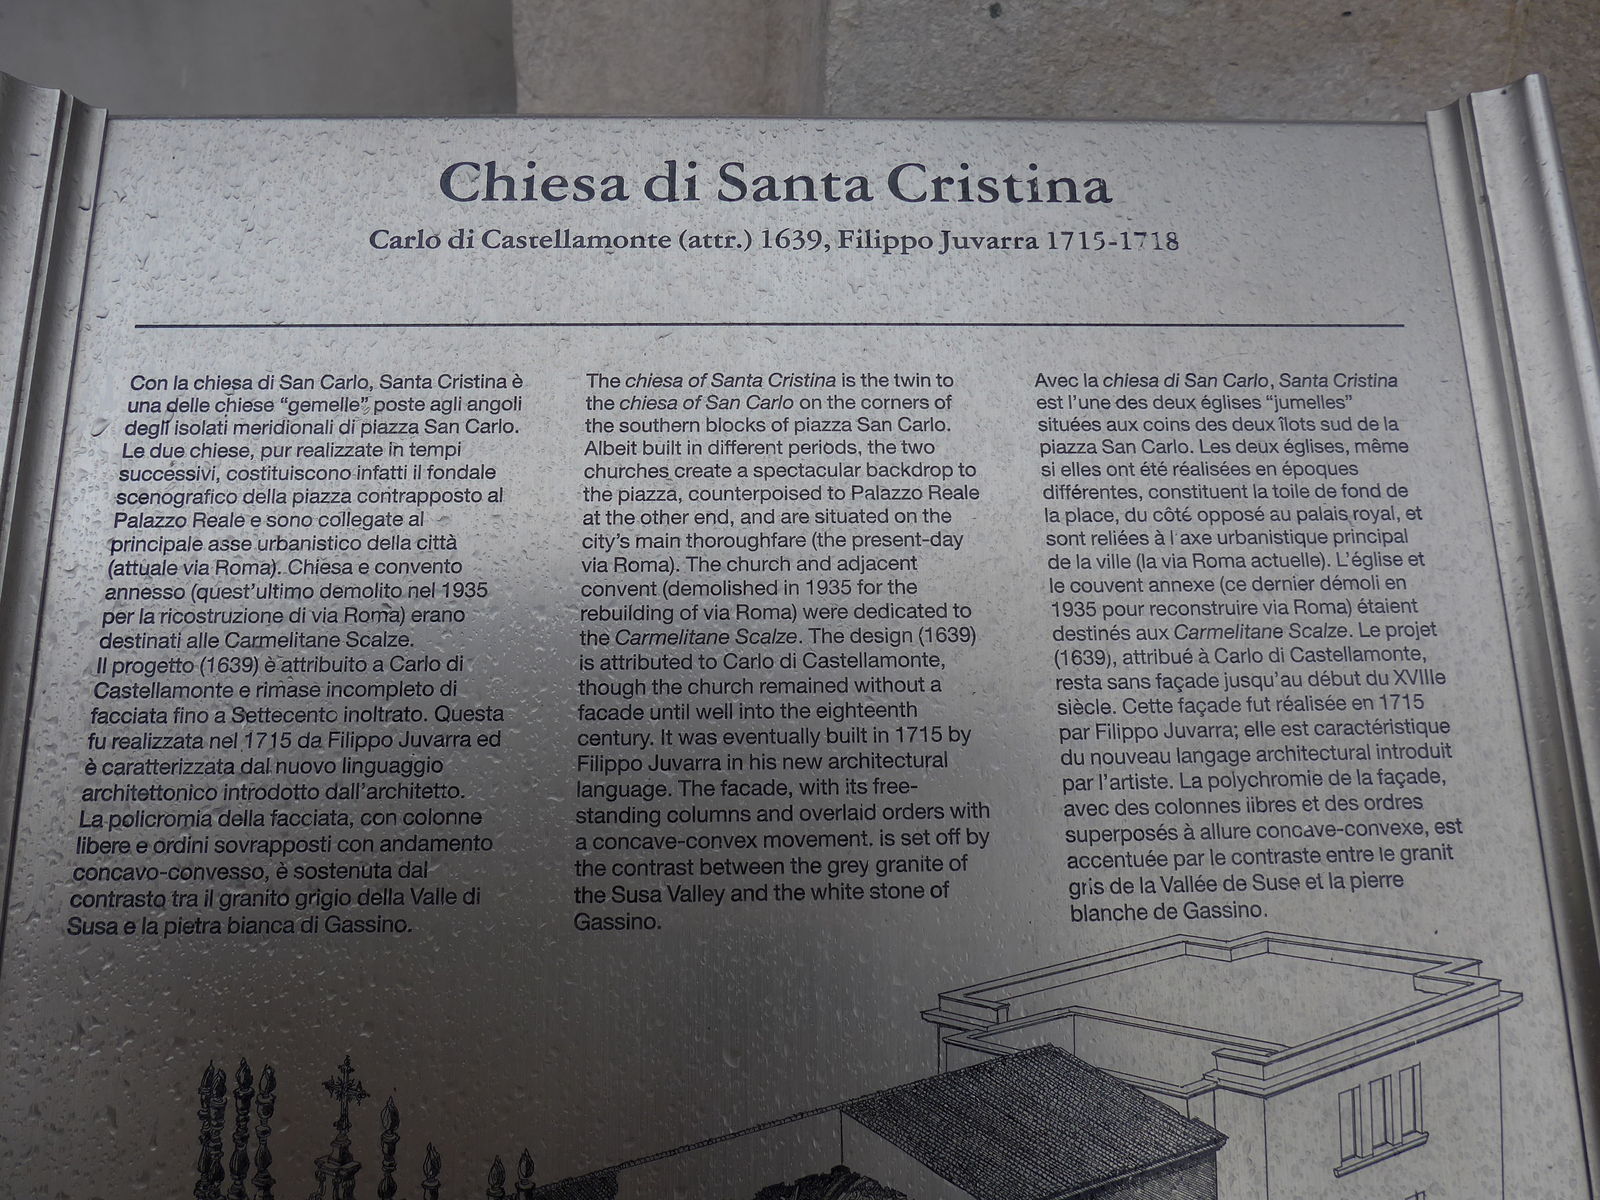 Chiesa di Santa Cristina
Carlo di Castellamonte (attr.) 1639, Filippo Juvarra 1715-1718
Con la chiesa di San Carlo, Santa Cristina è
una delle chiese “gemelle” poste agli angoli
degli isolati meridionali di piazza San Carlo.
Le due chiese, pur realizzate in tempi
successivi, costituiscono infatti il fondale
scenografico della piazza contrapposto al
Palazzo Reale e sono collegate al
principale asse urbanistico della città
(attuale via Roma). Chiesa e convento
annesso (quest’ultimo demolito nel 1935
per la ricostruzione di via Roma) erano
destinati alle Carmelitane Scalze.
Il progetto (1639) è attribuito a Carlo di
Castellamonte e rimase incompleto di
facciata fino a Settecento inoltrato. Questa
fu realizzata nel 1715 da Filippo Juvarra ed
è caratterizzata dal nuovo linguaggio
architettonico introdotto dall’architetto.
La policromia della facciata, con colonne
libere e ordini sovrapposti con andamento
concavo-convesso, è sostenuta dal
contrasto tra il granito grigio della Valle di
Susa e la pietra bianca di Gassino.
The chiesa of Santa Cristina is the twin to
the chiesa of San Carlo on the corners of
the southern blocks of piazza San Carlo.
Albeit built in different periods, the two
churches create a spectacular backdrop to
the piazza, counterpoised to Palazzo Reale
at the other end, and are situated on the
city’s main thoroughfare (the present-day
via Roma). The church and adjacent
convent (demolished in 1935 for the
rebuilding of via Roma) were dedicated to
the Carmelitane Scalze. The design (1639)
is attributed to Carlo di Castellamonte,
though the church remained without a
facade until well into the eighteenth
century. It was eventually built in 1715 by
Filippo Juvarra in his new architectural
language. The facade, with its free-
standing columns and overlaid orders with
a concave-convex movement, is set off by
the contrast between the grey granite of
the Susa Valley and the white stone of
Gassino.
Avec la chiesa di San Carlo, Santa Cristina
est l’une des deux églises “jumelles”
situées aux coins des deux îlots sud de la
piazza San Carlo. Les deux églises, même
si elles ont été réalisées en époques
différentes, constituent la toile de fond de
la place, du côté opposé au palais royal, et
sont reliées à l’axe urbanistique principal
de la ville (la via Roma actuelle). L’église et
le couvent annexe (ce dernier démoli en
1935 pour reconstruire via Roma) étaient
destinés aux Carmelitane Scalze. Le projet
(1639), attribué à Carlo di Castellamonte,
resta sans façade jusqu’au début du XVIIIe
siècle. Cette façade fut réalisée en 1715
par Filippo Juvarra; elle est caractéristique
du nouveau langage architectural introduit
par l’artiste. La polychromie de la façade,
avec des colonnes libres et des ordres
superposés à allure concave-convexe, est
accentuée par le contraste entre le granit
gris de la Vallée de Suse et la pierre
blanche de Gassino.